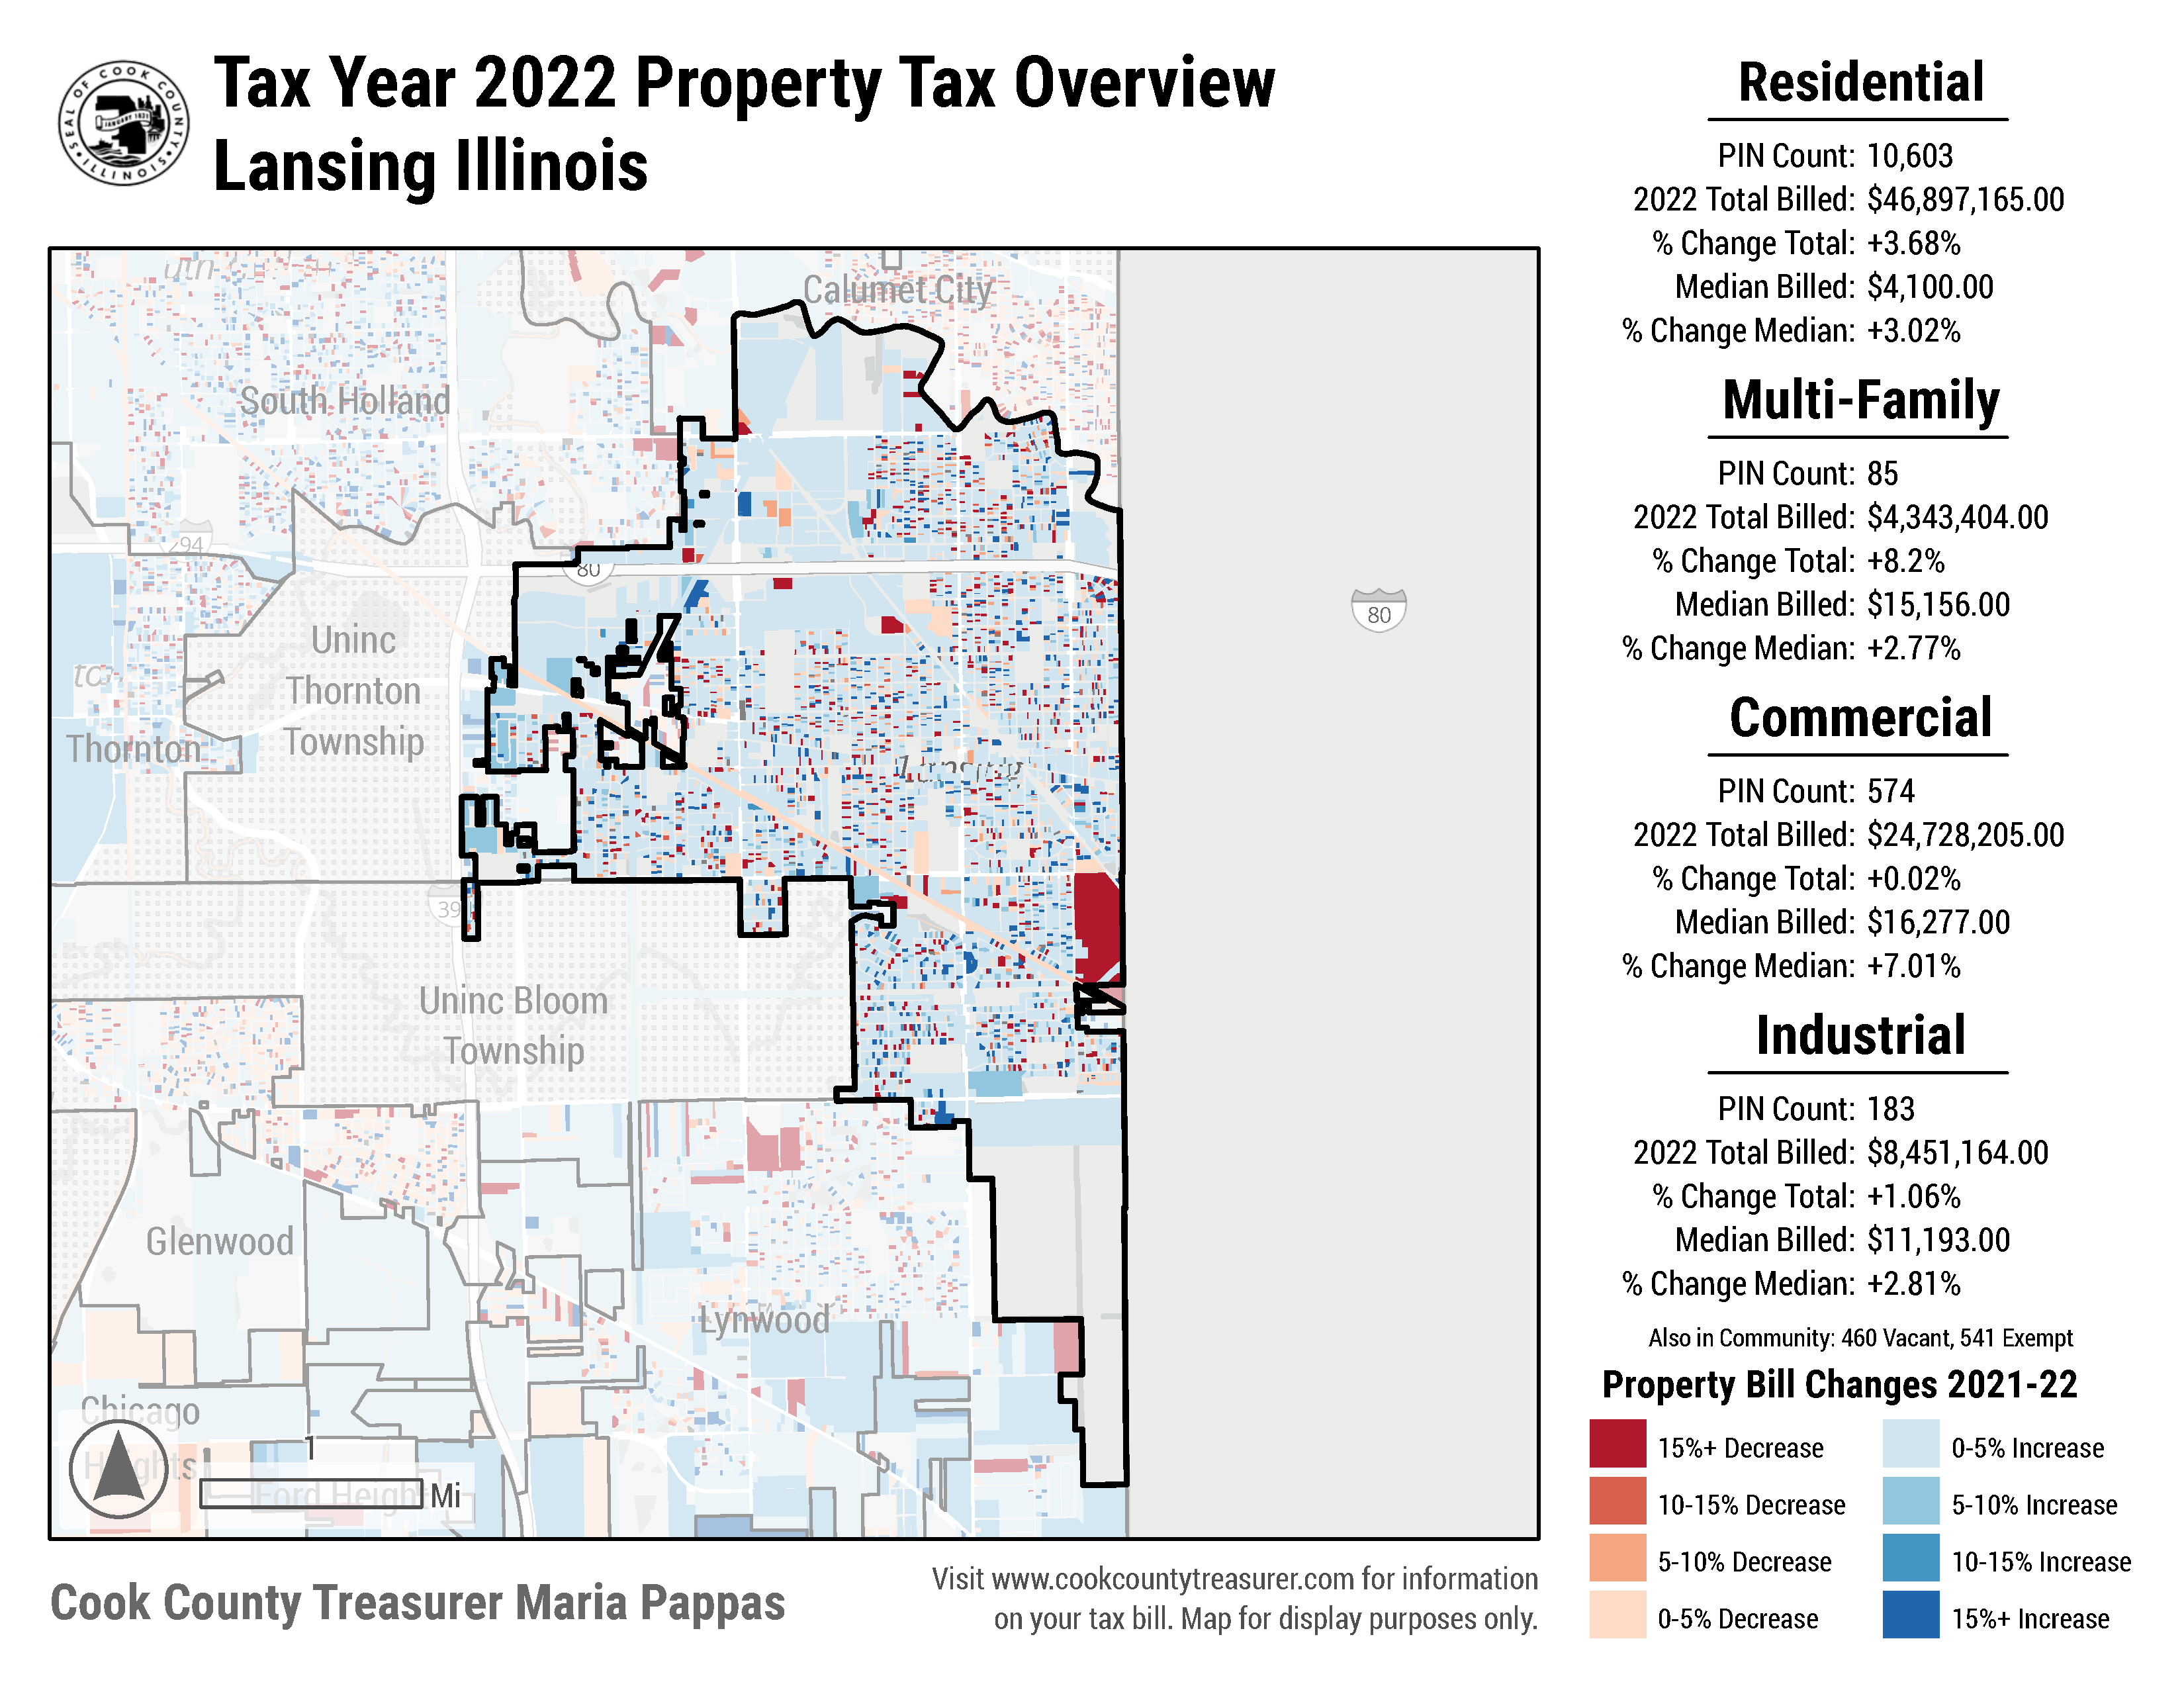 SEAL OF COOK COUNTY
ILLINOIS
JANUARY 1831
Tax Year 2022 Property Tax Overview
Lansing Illinois
Calumet City
South Holland
294
80
80
Uninc
Thornton
Township
Thornton
Lansing
39
Uninc Bloom
Township
Glenwood
Lynwood
Chicago
Heights
Ford Height
1
Mi
Cook County Treasurer Maria Pappas
Visit www.cookcountytreasurer.com for information
on your tax bill. Map for display purposes only.
Residential
PIN Count: 10,603
2022 Total Billed: $46,897,165.00
% Change Total: +3.68%
Median Billed: $4,100.00
% Change Median: +3.02%
Multi-Family
PIN Count: 85
2022 Total Billed: $4,343,404.00
% Change Total: +8.2%
Median Billed: $15,156.00
% Change Median: +2.77%
Commercial
PIN Count: 574
2022 Total Billed: $24,728,205.00
% Change Total: +0.02%
Median Billed: $16,277.00
% Change Median: +7.01%
Industrial
PIN Count: 183
2022 Total Billed: $8,451,164.00
% Change Total: +1.06%
Median Billed: $11,193.00
% Change Median: +2.81%
Also in Community: 460 Vacant, 541 Exempt
Property Bill Changes 2021-22
15%+ Decrease
0-5% Increase
10-15% Decrease
5-10% Increase
5-10% Decrease
10-15% Increase
0-5% Decrease
15%+ Increase